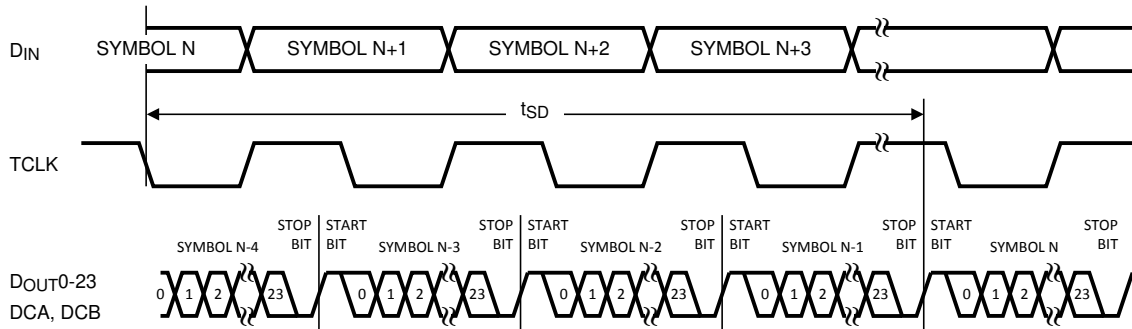 DIN
SYMBOL N SYMBOL N+1 SYMBOL N+2 SYMBOL N+3
tSD
TCLK
STOP BIT START BIT STOP BIT START BIT STOP BIT START BIT STOP BIT START BIT STOP BIT
SYMBOL N-4 SYMBOL N-3 SYMBOL N-2 SYMBOL N-1 SYMBOL N
DOUT0-23
0 1 2 23 0 1 2 23 0 1 2 23 0 1 2 23 0 1 2 23
DCA, DCB